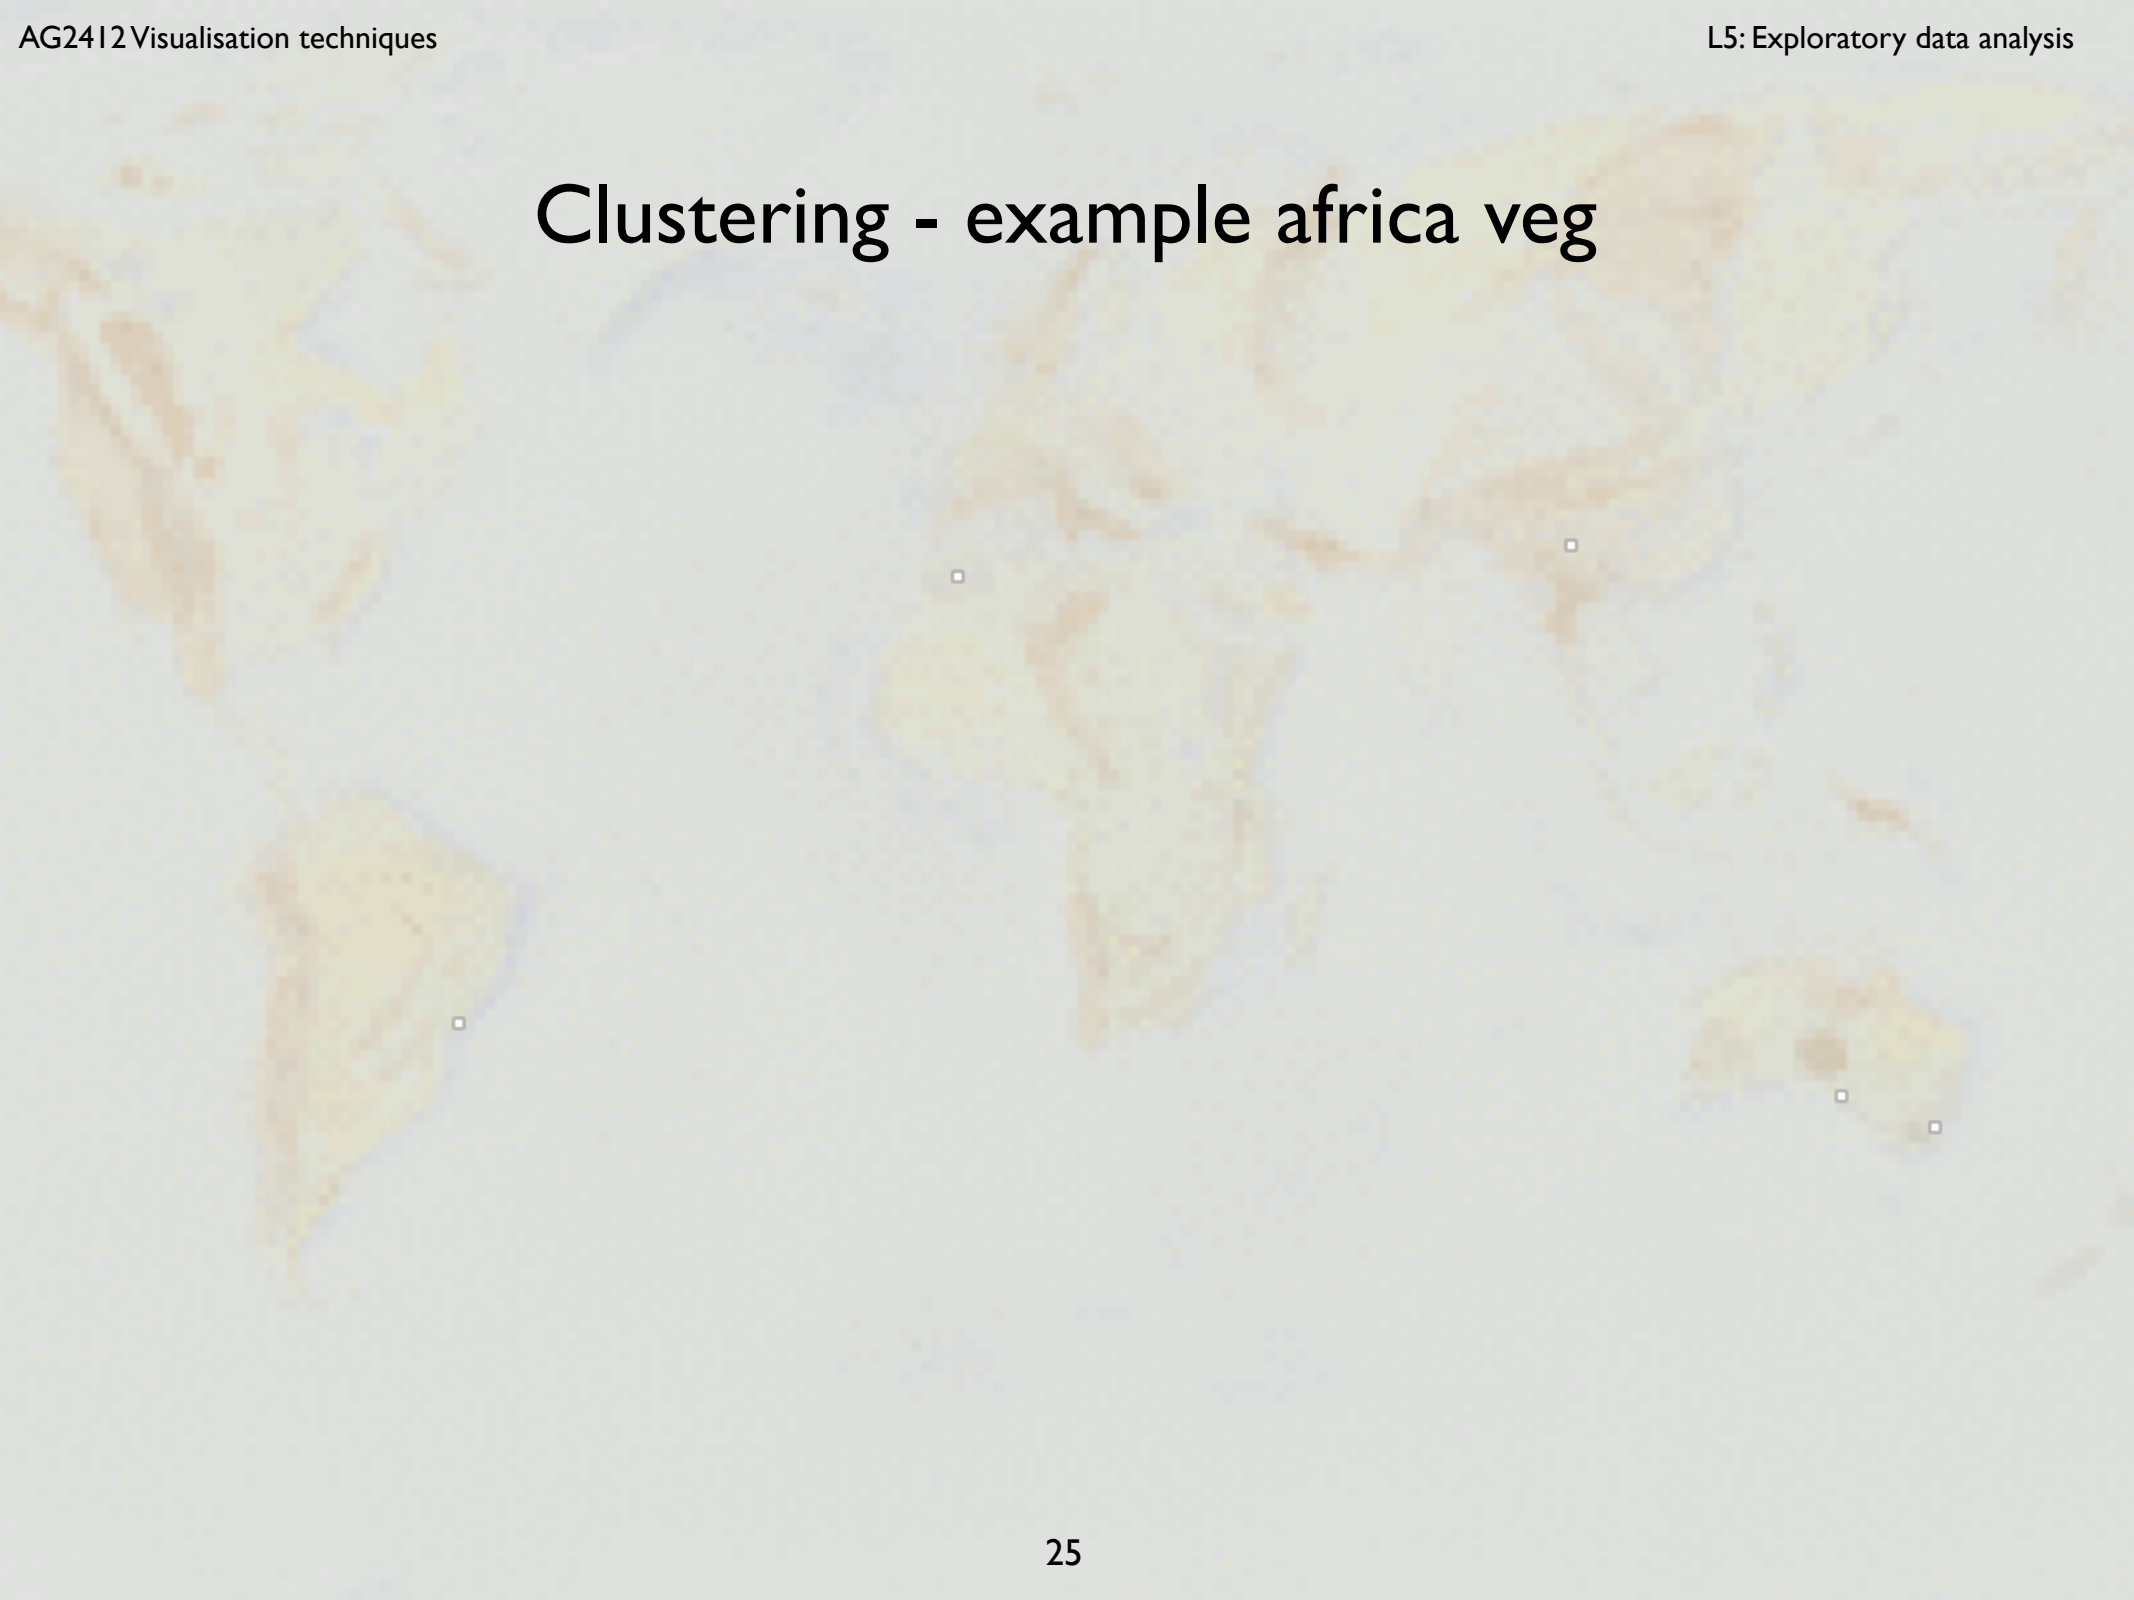 AG2412 Visualisation techniques
L5: Exploratory data analysis
Clustering - example africa veg
25